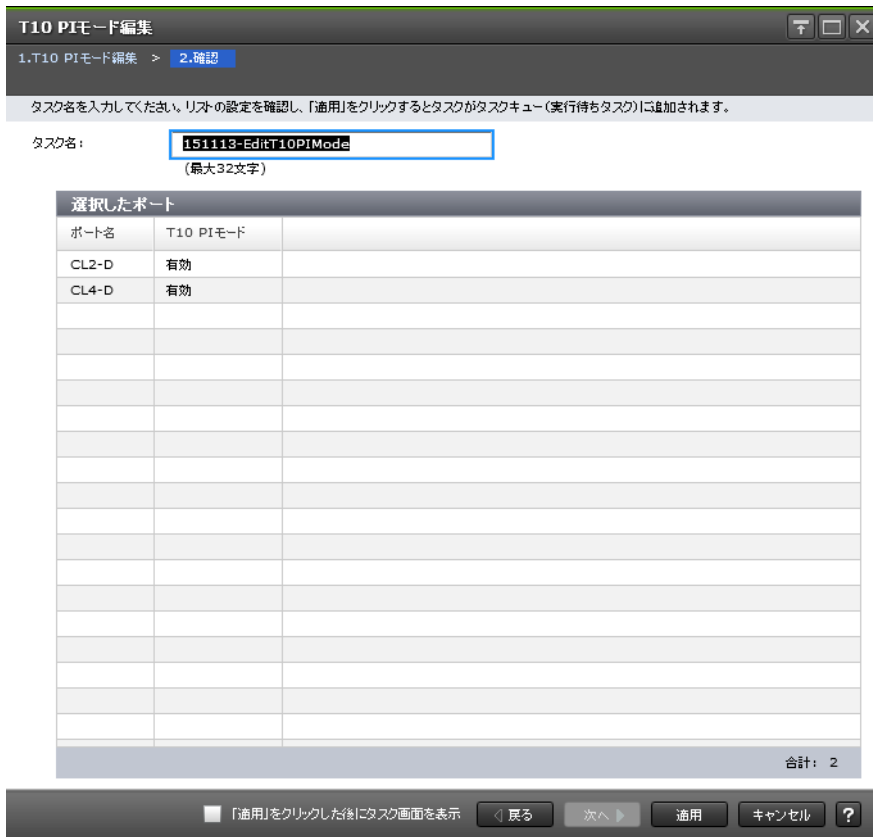 T10 PIモード編集
1.T10 PIモード編集 > 2.確認
タスク名を入力してください。リストの設定を確認し、「適用」をクリックするとタスクがタスクキュー(実行待ちタスク)に追加されます。
タスク名: 151113-EditT10PIMode
(最大32文字)
選択したポート
ポート名 T10 PIモード
CL2-D 有効
CL4-D 有効
合計: 2
「適用」をクリックした後にタスク画面を表示 戻る 次へ 適用 キャンセル ?